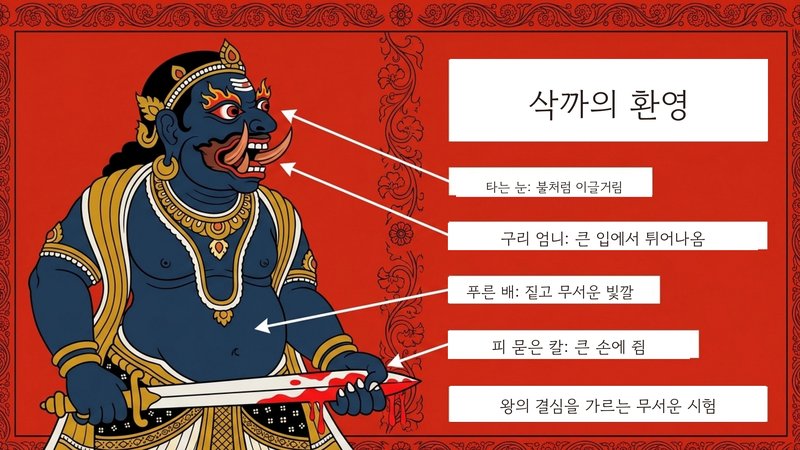 삭까의 환영
타는 눈: 불처럼 이글거림
구리 엄니: 큰 입에서 튀어나옴
푸른 배: 짙고 무서운 빛깔
피 묻은 칼: 큰 손에 쥠
왕의 결심을 가르는 무서운 시험